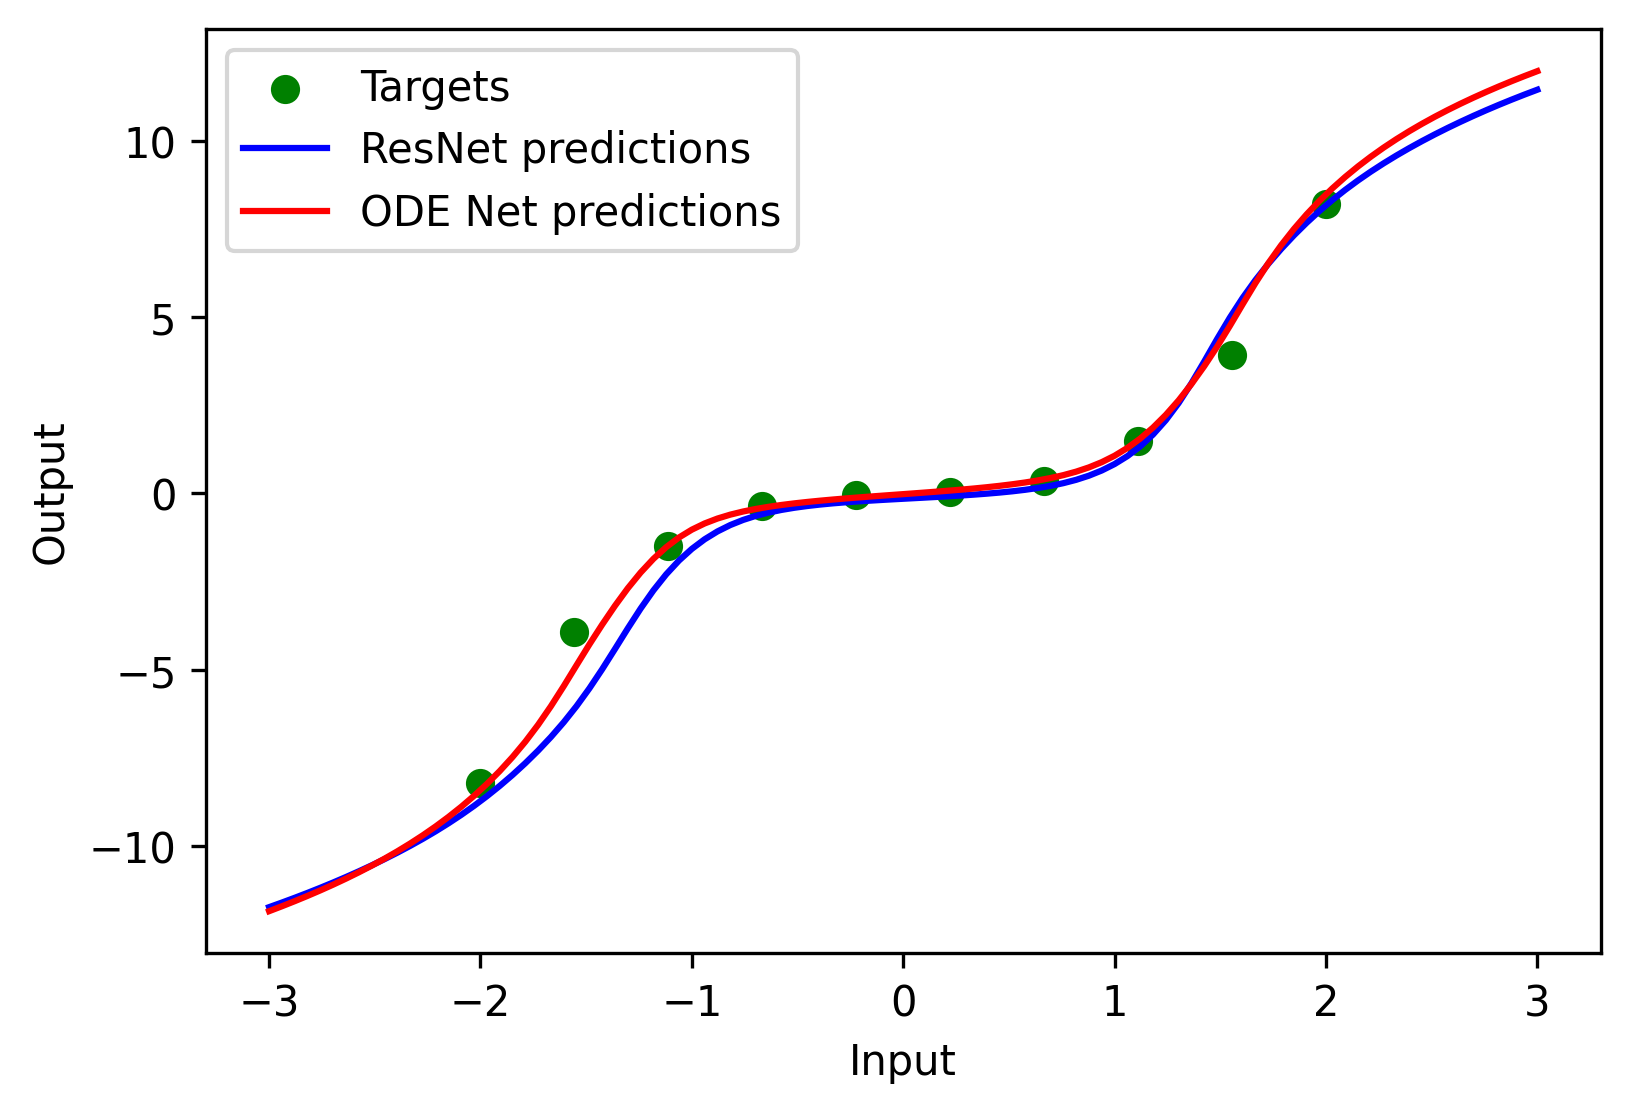 Targets
ResNet predictions
ODE Net predictions
10
5
0
−5
−10
Output
−3 −2 −1 0 1 2 3
Input